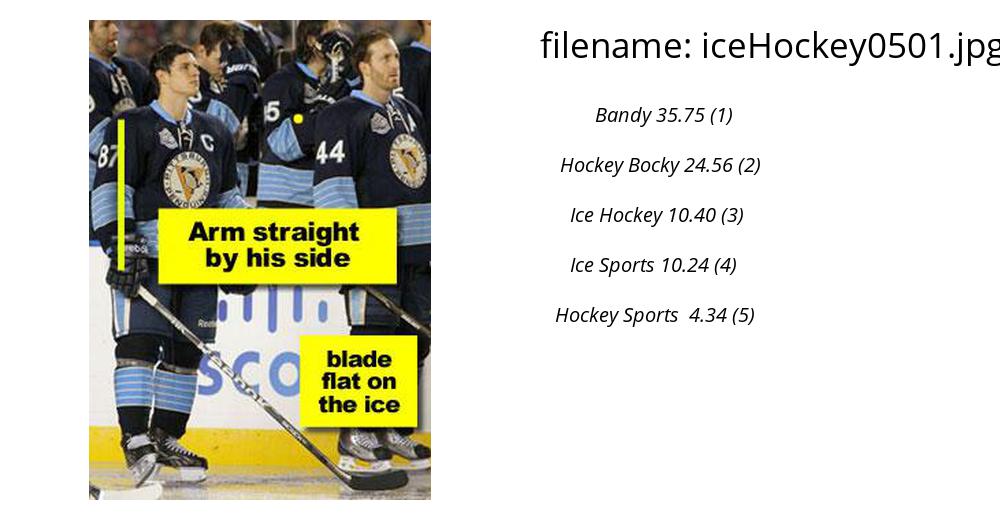 filename: iceHockey0501.jpg
Bandy 35.75 (1)
Hockey Bocky 24.56 (2)
Ice Hockey 10.40 (3)
Ice Sports 10.24 (4)
Hockey Sports 4.34 (5)
87
C
A
44
Arm straight
by his side
Reebok
blade
flat on
the ice